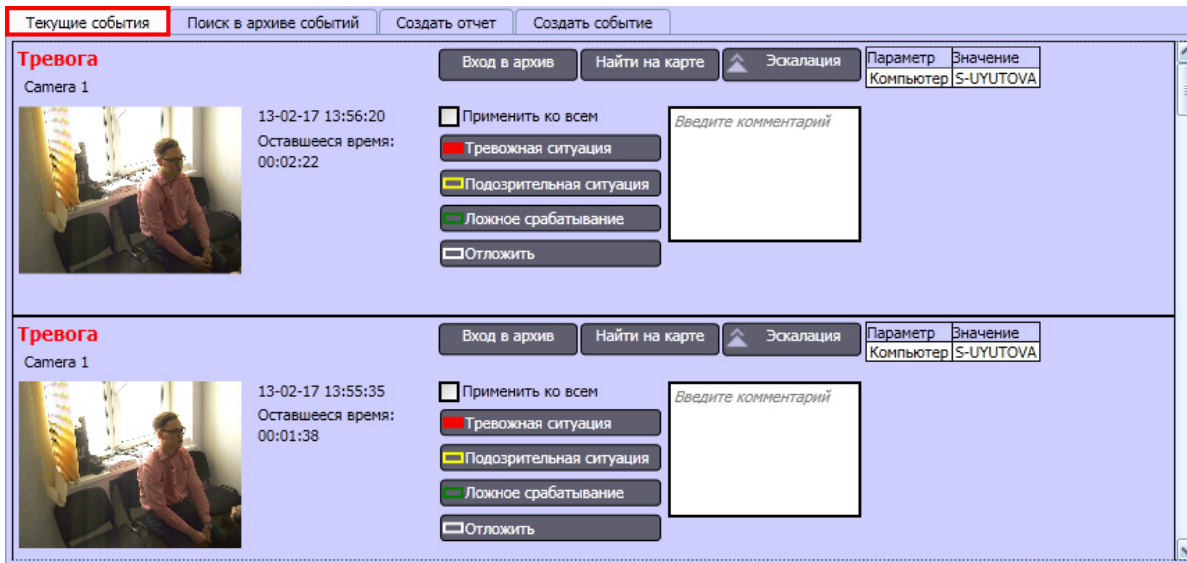 Текущие события Поиск в архиве событий Создать отчет Создать событие
Тревога
Camera 1
Вход в архив Найти на карте Эскалация
Параметр Значение
Компьютер S-UYUTOVA
13-02-17 13:56:20
Оставшееся время:
00:02:22
Применить ко всем
Тревожная ситуация
Подозрительная ситуация
Ложное срабатывание
Отложить
Введите комментарий
Тревога
Camera 1
Вход в архив Найти на карте Эскалация
Параметр Значение
Компьютер S-UYUTOVA
13-02-17 13:55:35
Оставшееся время:
00:01:38
Применить ко всем
Тревожная ситуация
Подозрительная ситуация
Ложное срабатывание
Отложить
Введите комментарий